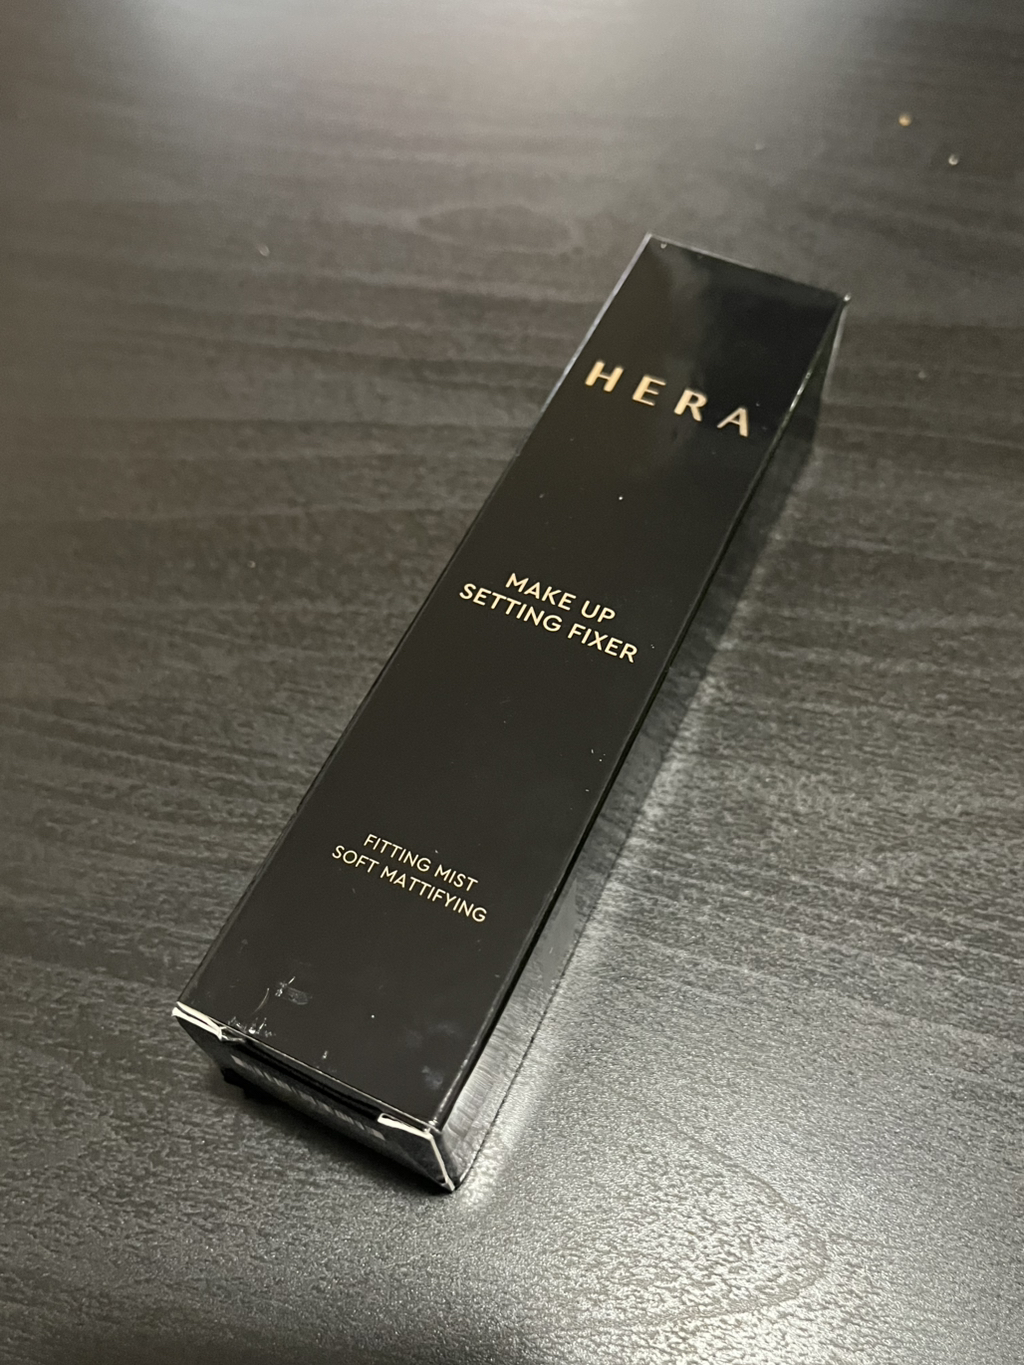 HERA
MAKE UP
SETTING FIXER
FITTING MIST
SOFT MATTIFYING